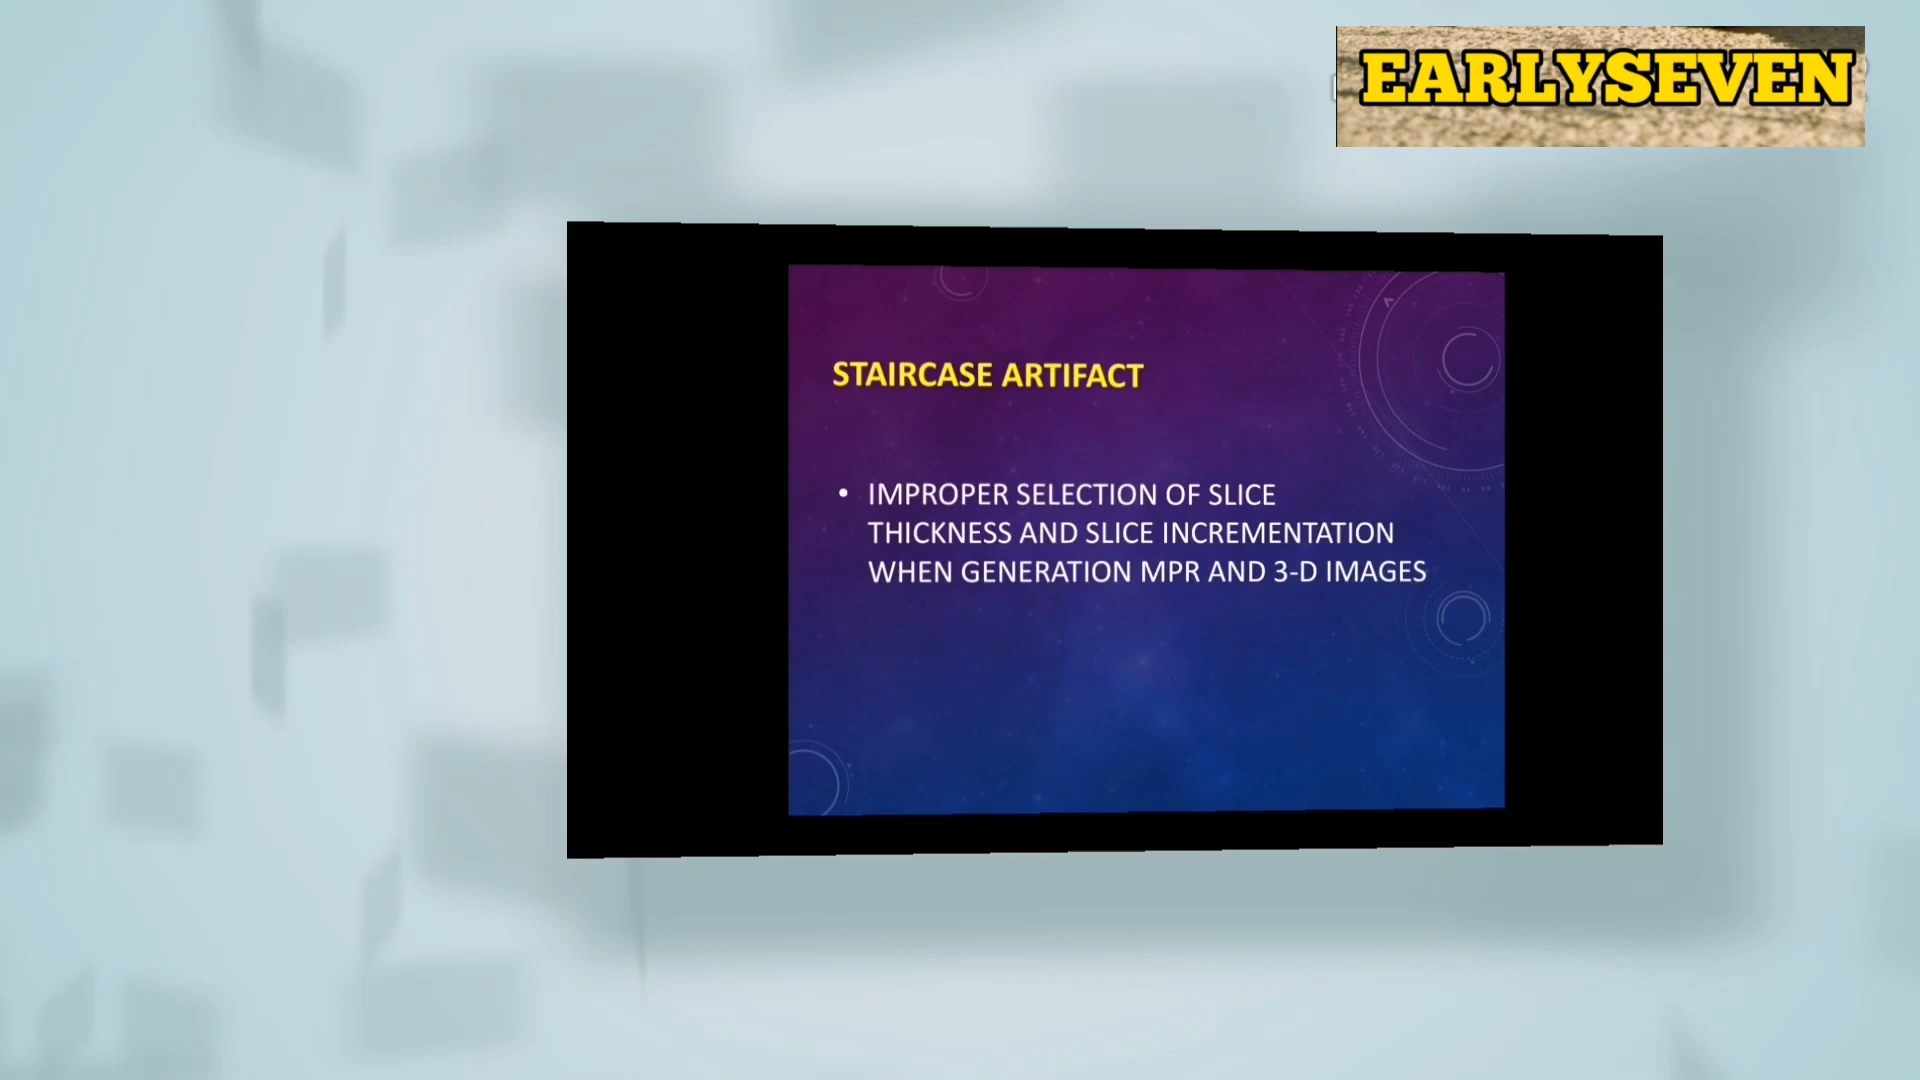 EARLYSEVEN
STAIRCASE ARTIFACT
• IMPROPER SELECTION OF SLICE
THICKNESS AND SLICE INCREMENTATION
WHEN GENERATION MPR AND 3-D IMAGES